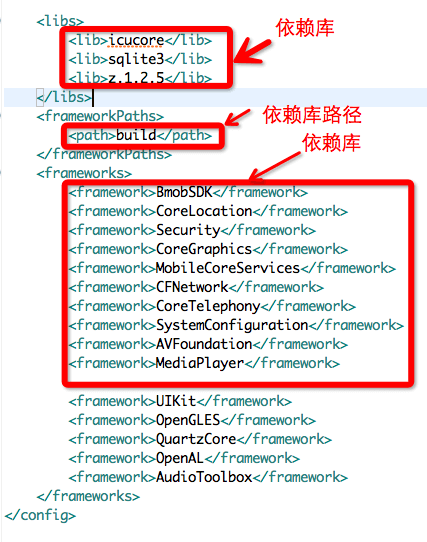 <libs>
<lib>icucore</lib> 依赖库
<lib>sqlite3</lib>
<lib>z.1.2.5</lib>
</libs>
<frameworkPaths> 依赖库路径
<path>build</path>
</frameworkPaths> 依赖库
<frameworks>
<framework>BmobSDK</framework>
<framework>CoreLocation</framework>
<framework>Security</framework>
<framework>CoreGraphics</framework>
<framework>MobileCoreServices</framework>
<framework>CFNetwork</framework>
<framework>CoreTelephony</framework>
<framework>SystemConfiguration</framework>
<framework>AVFoundation</framework>
<framework>MediaPlayer</framework>
<framework>UIKit</framework>
<framework>OpenGLES</framework>
<framework>QuartzCore</framework>
<framework>OpenAL</framework>
<framework>AudioToolbox</framework>
</frameworks>
</config>